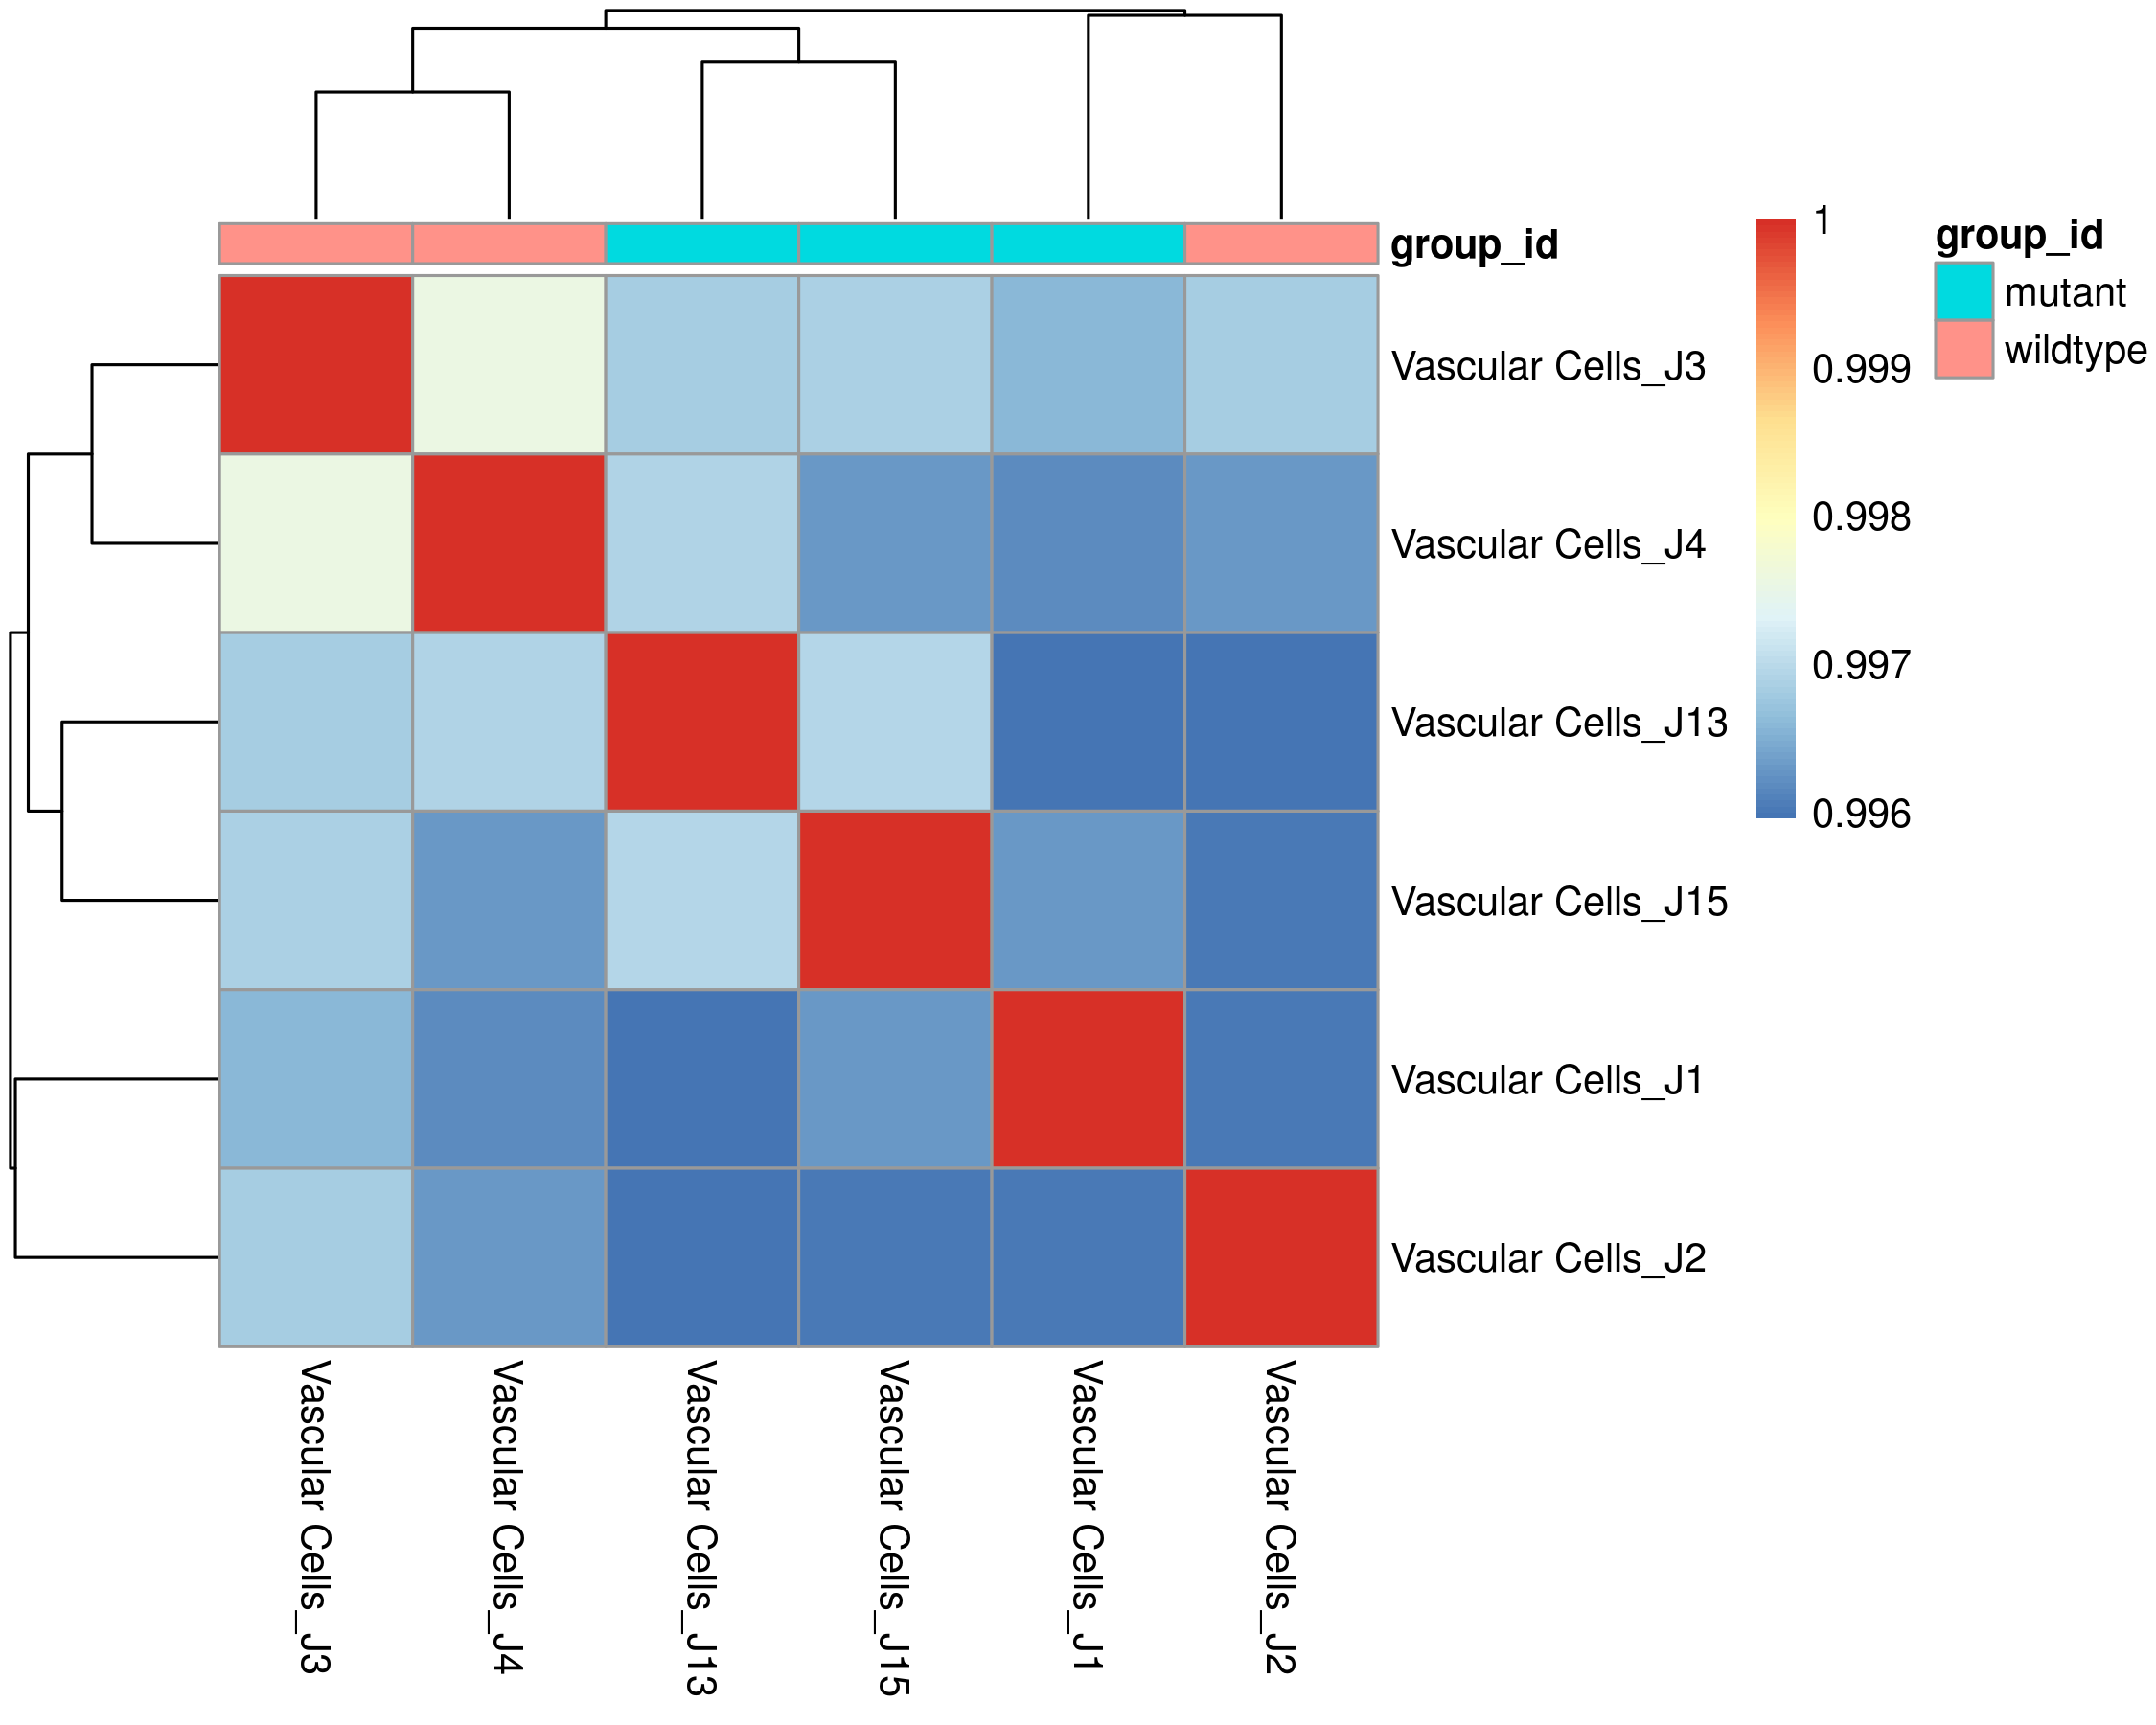 group_id
Vascular Cells_J3
Vascular Cells_J4
Vascular Cells_J13
Vascular Cells_J15
Vascular Cells_J1
Vascular Cells_J2
1
0.999
0.998
0.997
0.996
group_id
mutant
wildtype
Vascular Cells_J3
Vascular Cells_J4
Vascular Cells_J13
Vascular Cells_J15
Vascular Cells_J1
Vascular Cells_J2